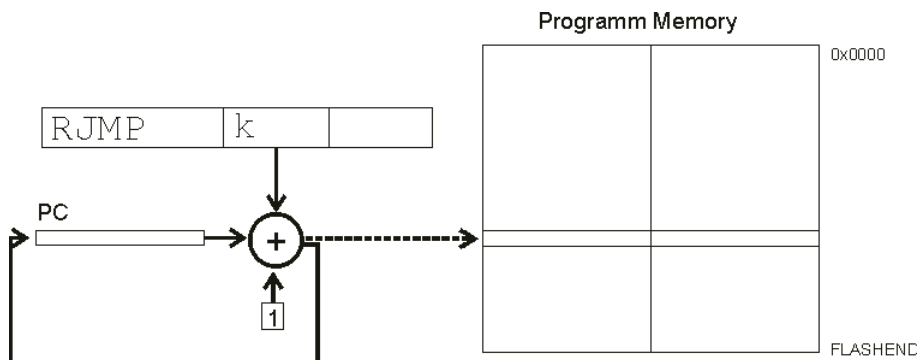 Programm Memory
0x0000
RJMP k
PC
+
1
FLASHEND